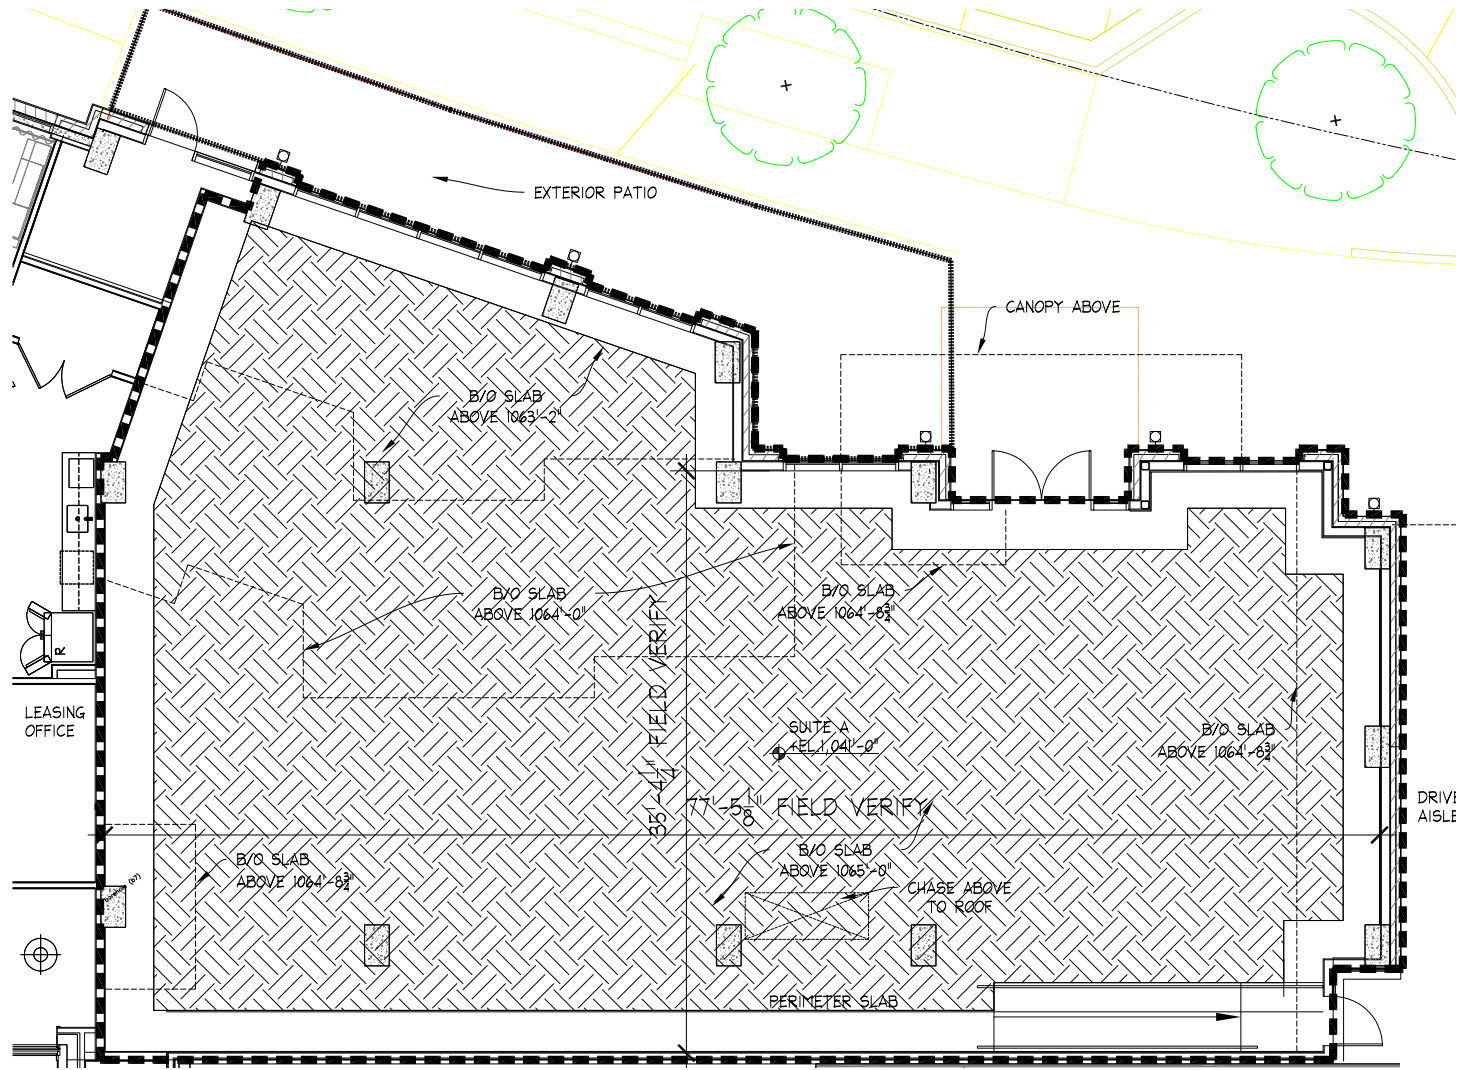 EXTERIOR PATIO
CANOPY ABOVE
B/O SLAB
ABOVE 1063'-2"
B/O SLAB
ABOVE 1064'-0"
B/O SLAB
ABOVE 1064'-8¾"
R
LEASING
OFFICE
35'-4¼" FIELD VERIFY
SUITE A
+EL.1,041'-0"
B/O SLAB
ABOVE 1064'-8¾"
77'-5⅛" FIELD VERIFY
DRIVE
AISLE
B/O SLAB
ABOVE 1064'-8¾"
B/O SLAB
ABOVE 1065'-0"
CHASE ABOVE
TO ROOF
PERIMETER SLAB